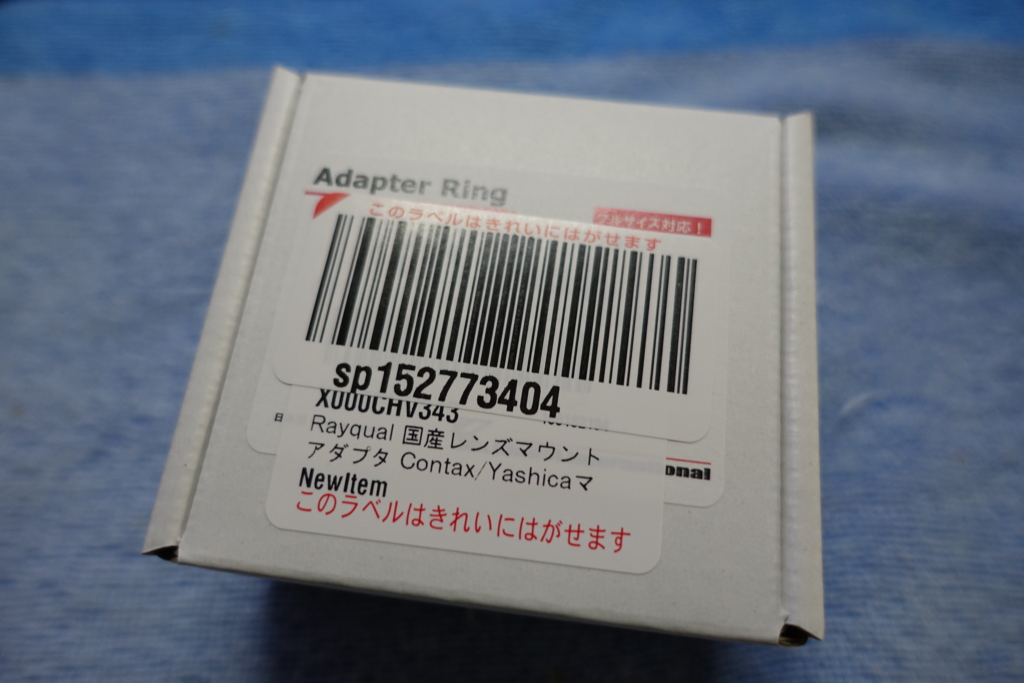 Adapter Ring
フルサイズ対応！
このラベルはきれいにはがせます
sp152773404
X000CHV343
Rayqual 国産レンズマウント
アダプタ Contax/Yashicaマ
onal
NewItem
このラベルはきれいにはがせます